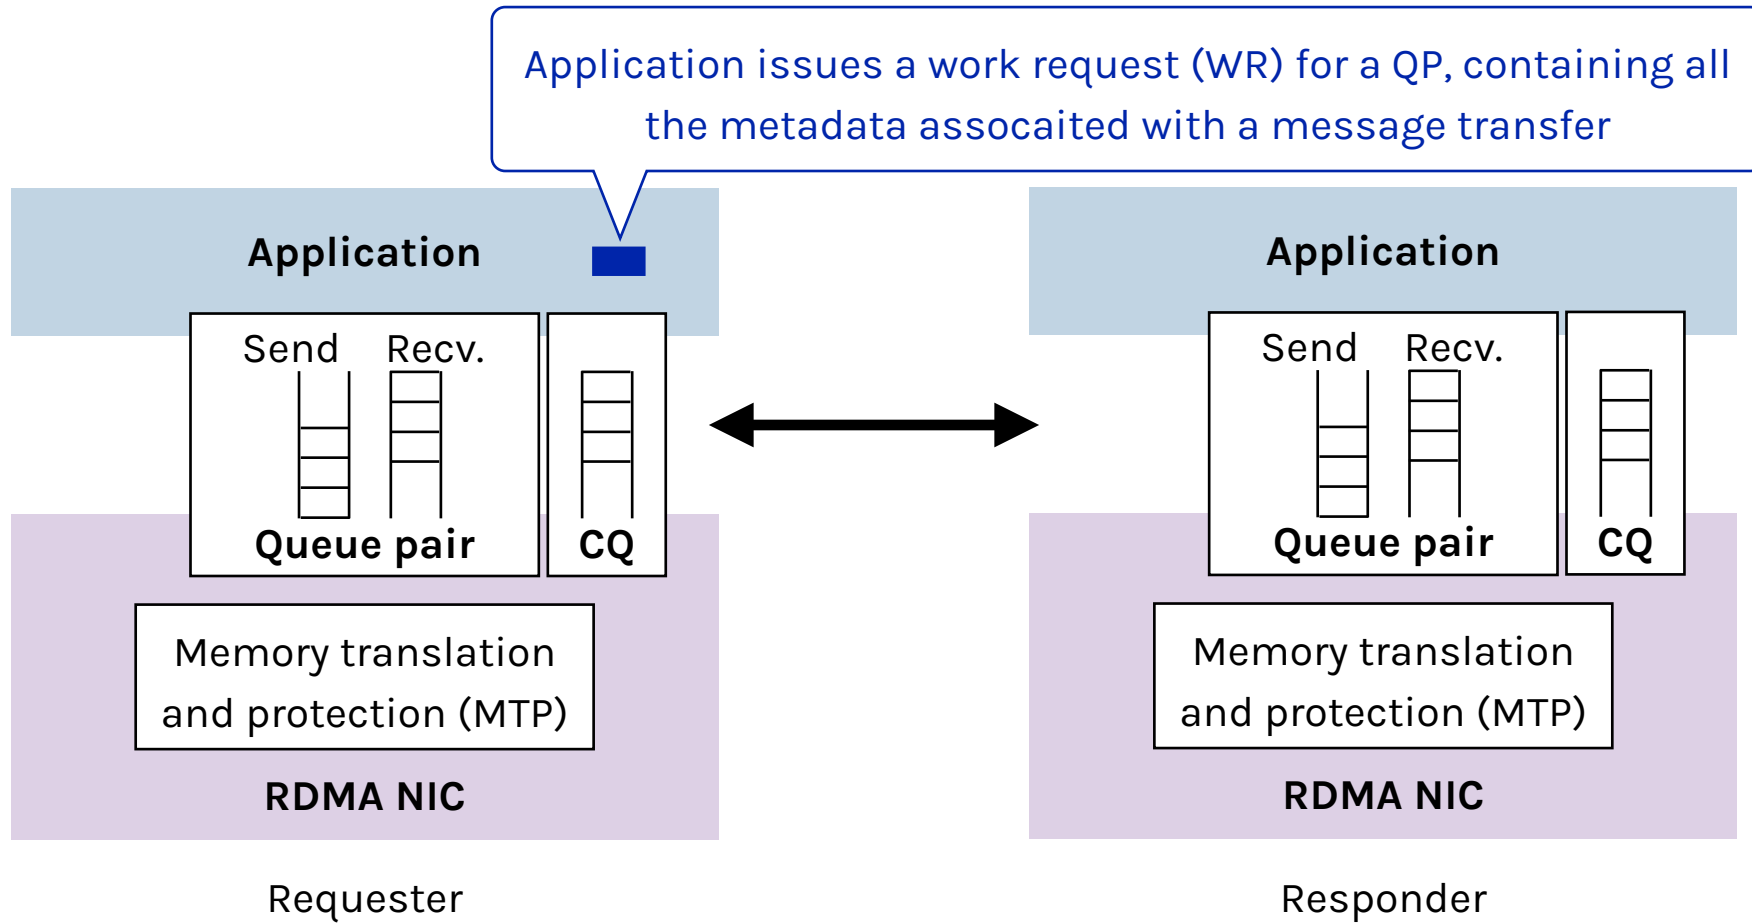 Application issues a work request (WR) for a QP, containing all
the metadata assocaited with a message transfer
Application
Send Recv.
Queue pair
CQ
Memory translation
and protection (MTP)
RDMA NIC
Requester
Application
Send Recv.
Queue pair
CQ
Memory translation
and protection (MTP)
RDMA NIC
Responder